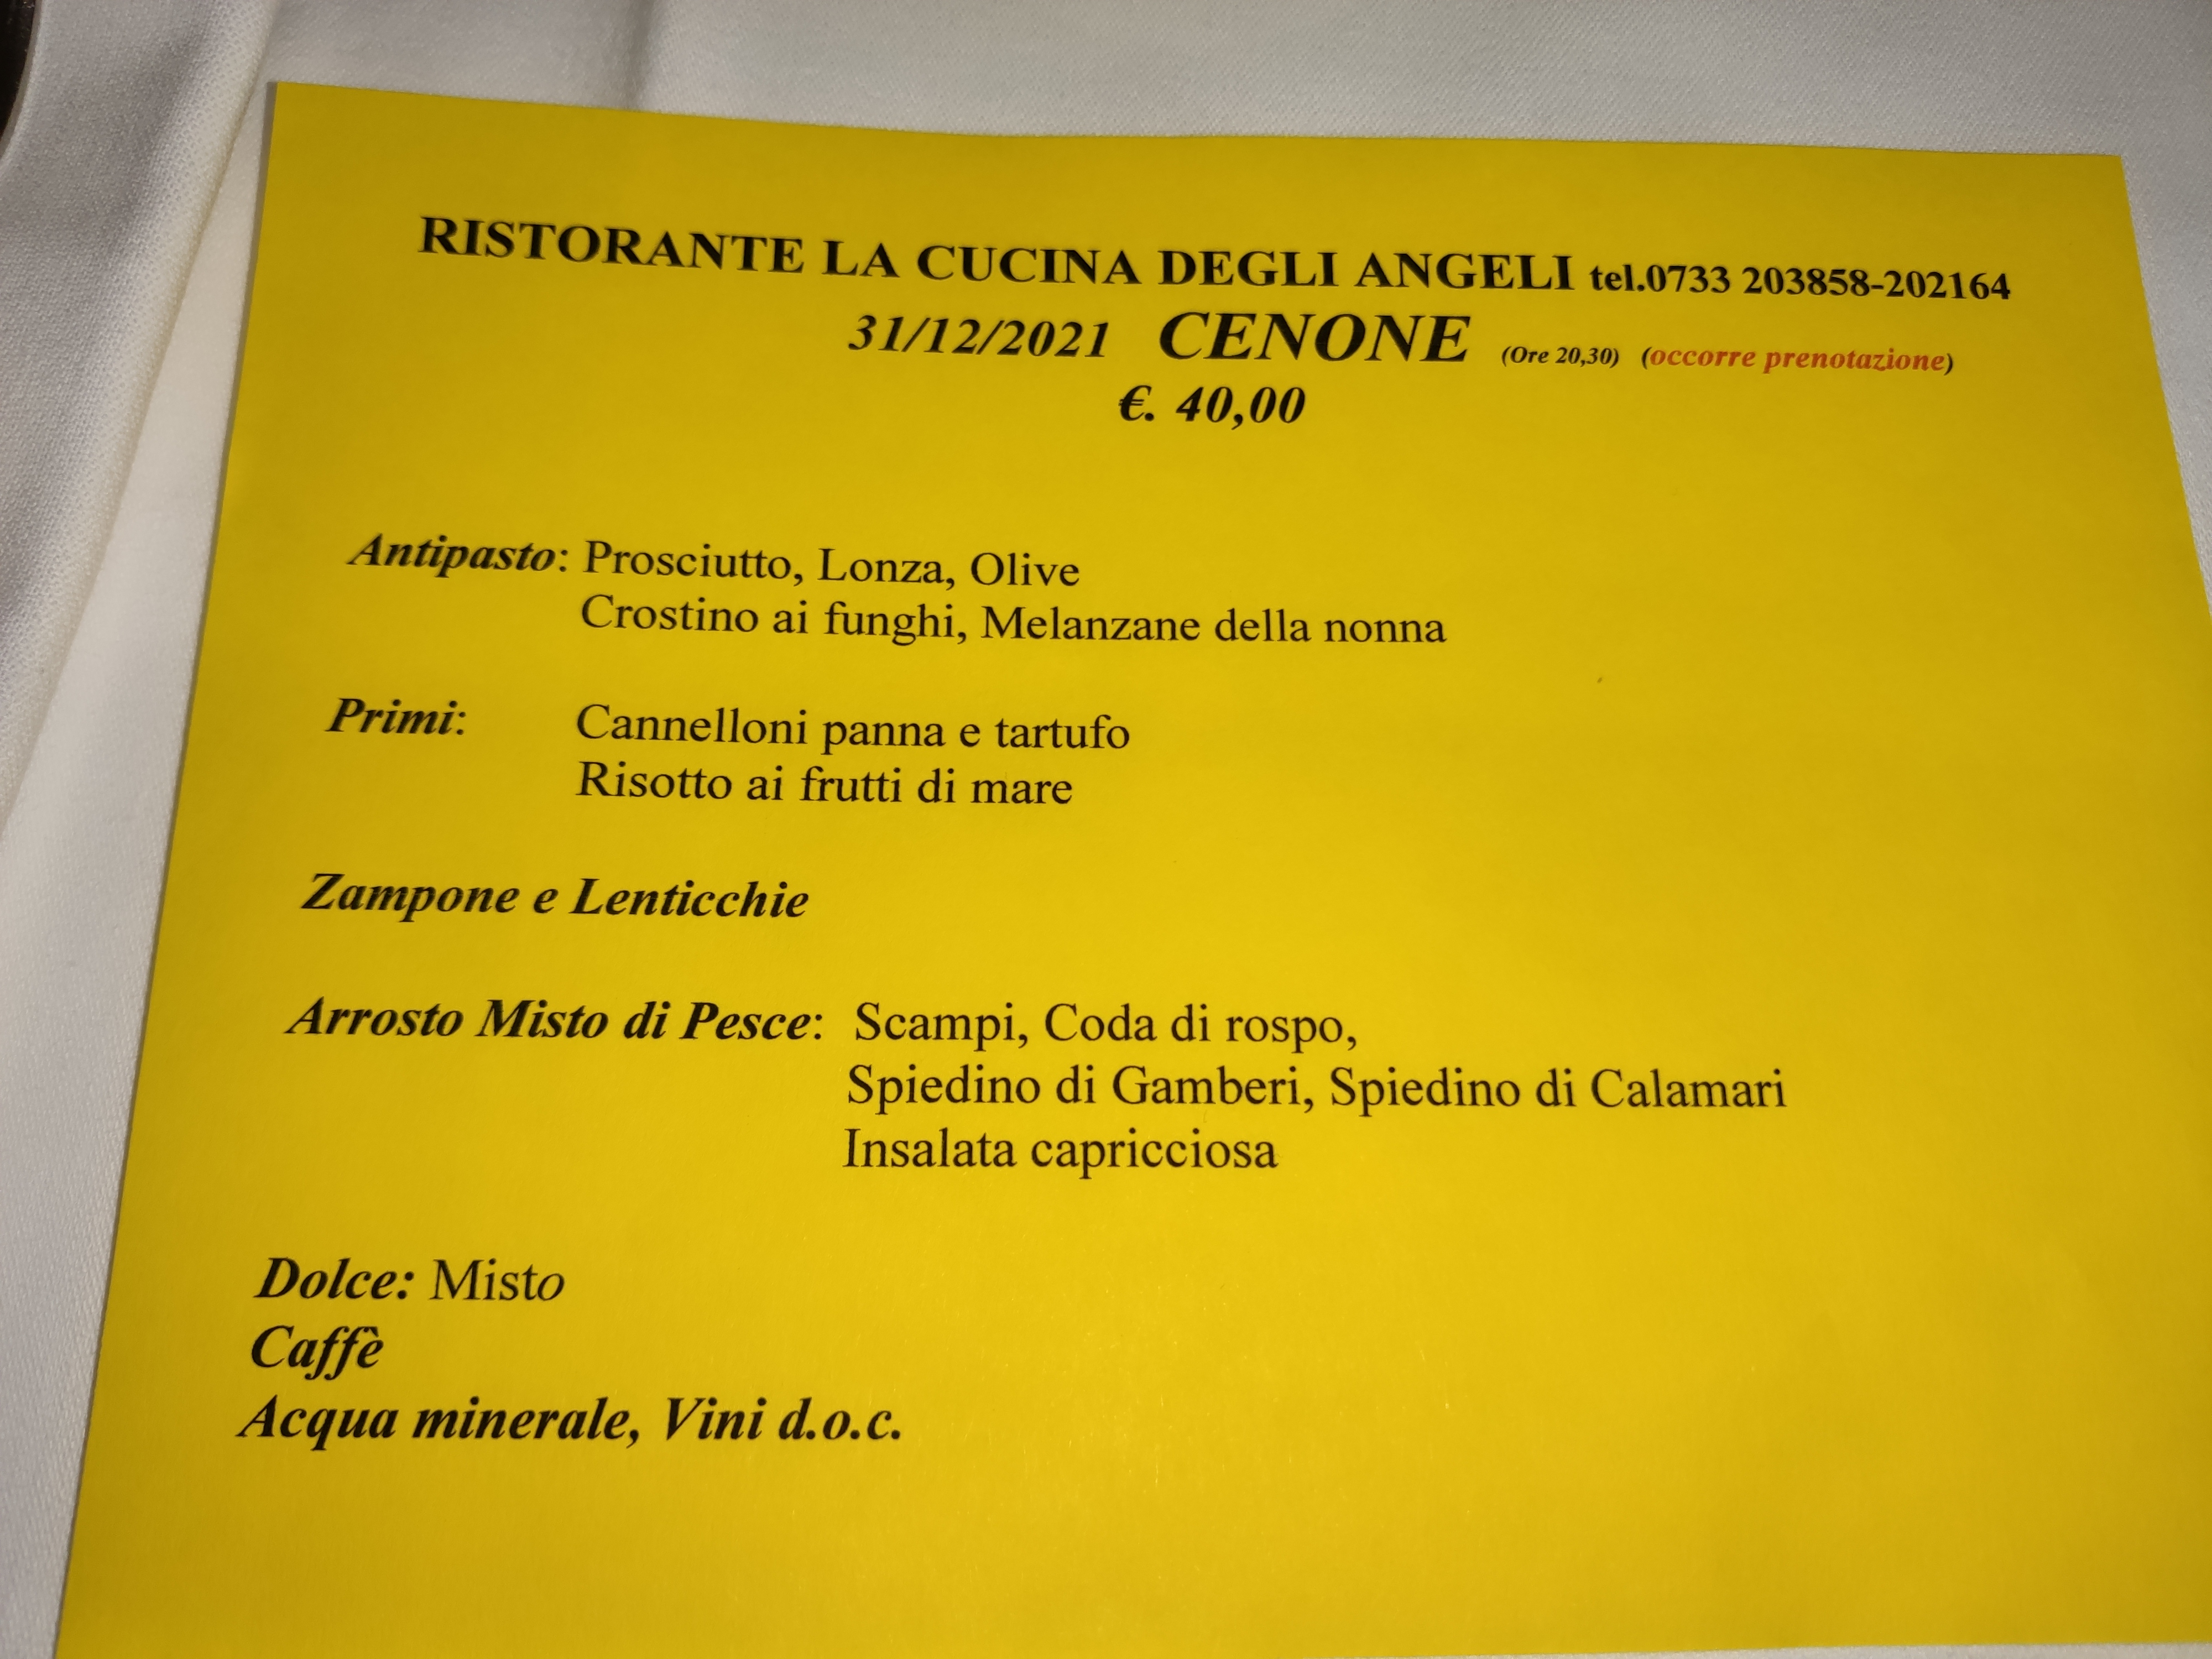 RISTORANTE LA CUCINA DEGLI ANGELI tel.0733 203858-202164
31/12/2021 CENONE (Ore 20,30) (occorre prenotazione)
€. 40,00
Antipasto: Prosciutto, Lonza, Olive
Crostino ai funghi, Melanzane della nonna
Primi: Cannelloni panna e tartufo
Risotto ai frutti di mare
Zampone e Lenticchie
Arrosto Misto di Pesce: Scampi, Coda di rospo,
Spiedino di Gamberi, Spiedino di Calamari
Insalata capricciosa
Dolce: Misto
Caffè
Acqua minerale, Vini d.o.c.